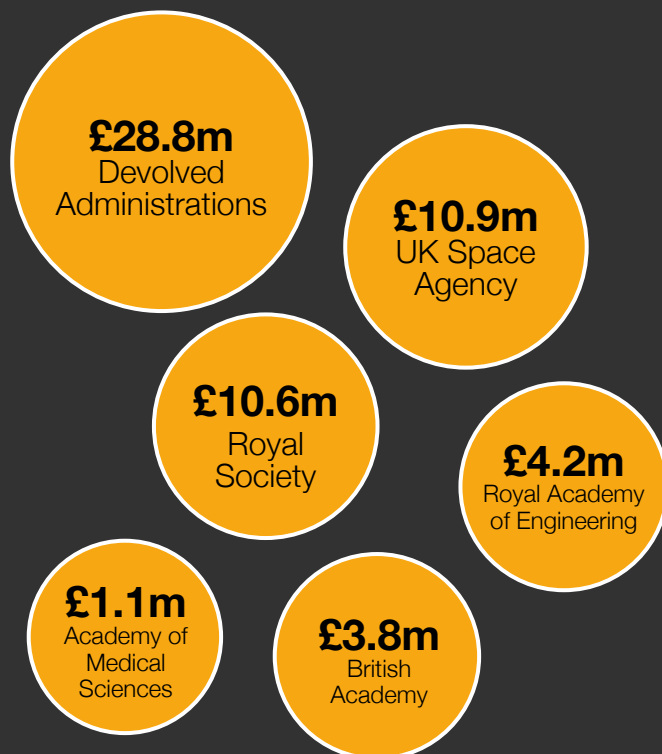 £28.8m
Devolved
Administrations
£10.9m
UK Space
Agency
£10.6m
Royal
Society
£4.2m
Royal Academy
of Engineering
£1.1m
Academy of
Medical
Sciences
£3.8m
British
Academy